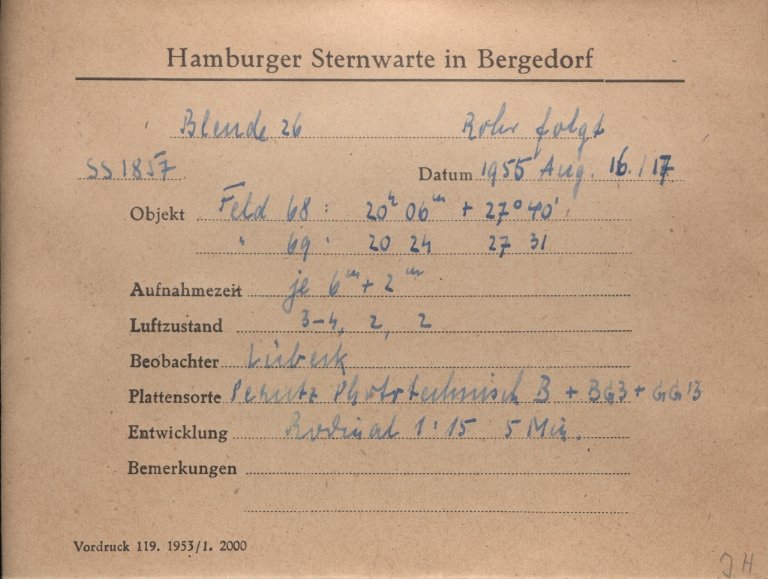 Hamburger Sternwarte in Bergedorf
Blende 26 Rohr folgt
SS 1857 Datum 1955 Aug. 16./17
Objekt Feld 68 : 20h 06m + 27° 40'
" 69 : 20 24 27 31
Aufnahmezeit je 6m + 2m
Luftzustand 3-4, 2, 2
Beobachter Lübeck
Plattensorte Perutz Phototechnisch B + BG3 + GG13
Entwicklung Rodinal 1:15 5 Min.
Bemerkungen
Vordruck 119. 1953/1. 2000
JH